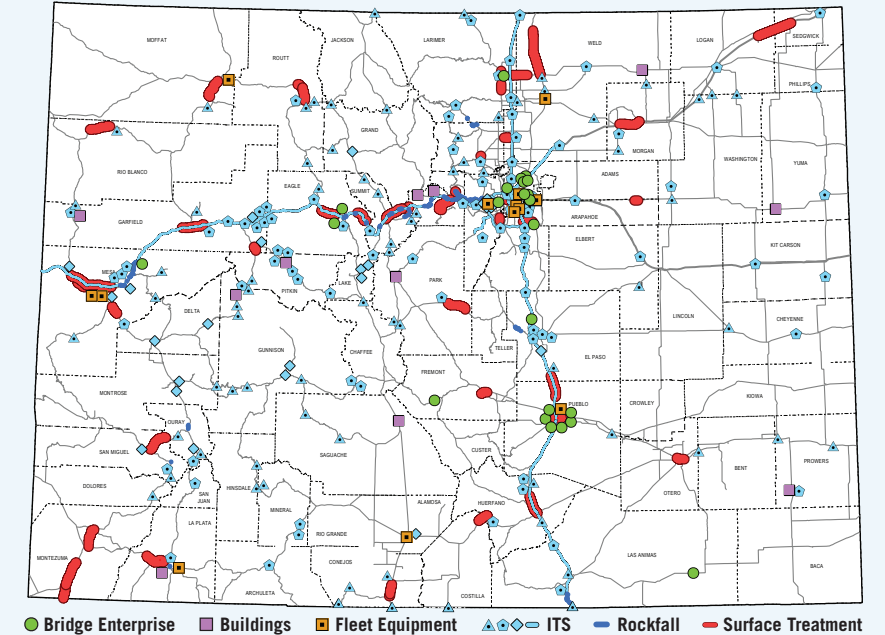 MOFFAT
ROUTT
JACKSON
LARIMER
WELD
LOGAN
SEDGWICK
PHILLIPS
GRAND
MORGAN
WASHINGTON
YUMA
RIO BLANCO
EAGLE
SUMMIT
ADAMS
GARFIELD
ARAPAHOE
ELBERT
KIT CARSON
MESA
PITKIN
LAKE
PARK
DELTA
LINCOLN
CHEYENNE
GUNNISON
CHAFFEE
TELLER
EL PASO
FREMONT
MONTROSE
KIOWA
CROWLEY
PUEBLO
OURAY
SAN MIGUEL
SAGUACHE
CUSTER
PROWERS
BENT
DOLORES
HINSDALE
SAN
JUAN
OTERO
MINERAL
ALAMOSA
HUERFANO
LA PLATA
RIO GRANDE
MONTEZUMA
CONEJOS
LAS ANIMAS
BACA
ARCHULETA
COSTILLA
Bridge Enterprise Buildings Fleet Equipment ITS Rockfall Surface Treatment